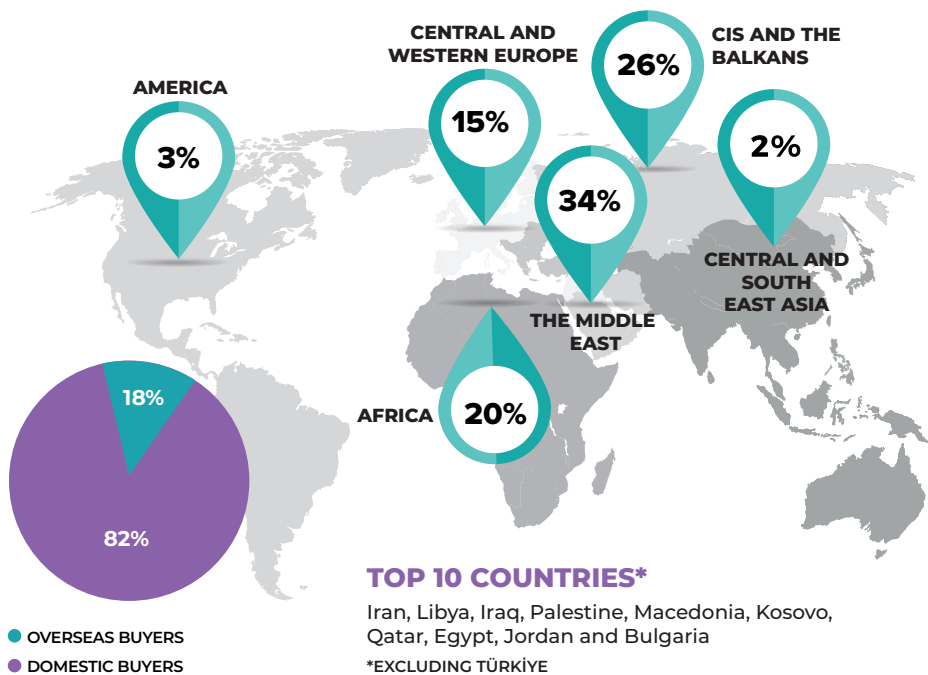 AMERICA
3%
CENTRAL AND
WESTERN EUROPE
15%
CIS AND THE
BALKANS
26%
2%
CENTRAL AND
SOUTH
EAST ASIA
34%
THE MIDDLE
EAST
AFRICA
20%
18%
82%
OVERSEAS BUYERS
DOMESTIC BUYERS
TOP 10 COUNTRIES*
Iran, Libya, Iraq, Palestine, Macedonia, Kosovo,
Qatar, Egypt, Jordan and Bulgaria
*EXCLUDING TÜRKİYE